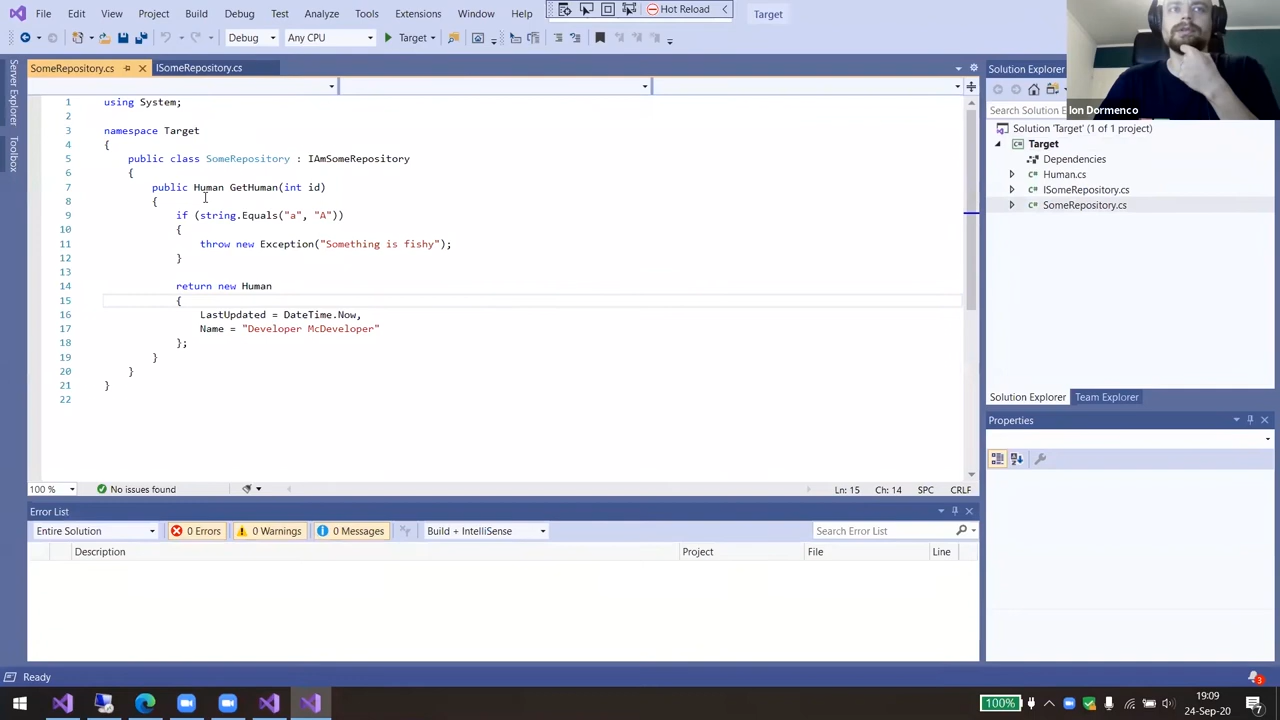 File Edit View Project Build Debug Test Analyze Tools Extensions Window Help Hot Reload Target
Debug Any CPU Target
Ion Dormenco
Server Explorer
Toolbox
SomeRepository.cs ISomeRepository.cs
1 using System;
2
3 namespace Target
4 {
5 public class SomeRepository : IAmSomeRepository
6 {
7 public Human GetHuman(int id)
8 {
9 if (string.Equals("a", "A"))
10 {
11 throw new Exception("Something is fishy");
12 }
13
14 return new Human
15 {
16 LastUpdated = DateTime.Now,
17 Name = "Developer McDeveloper"
18 };
19 }
20 }
21 }
22
100 % No issues found Ln: 15 Ch: 14 SPC CRLF
Solution Explorer
Search Solution E
Solution 'Target' (1 of 1 project)
Target
Dependencies
Human.cs
ISomeRepository.cs
SomeRepository.cs
Solution Explorer Team Explorer
Properties
Error List
Entire Solution 0 Errors 0 Warnings 0 Messages Build + IntelliSense Search Error List
Description Project File Line
Ready 3
100% 19:09
24-Sep-20 7